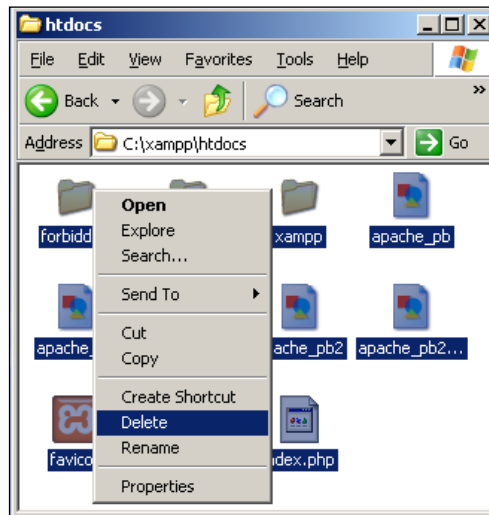 htdocs
File Edit View Favorites Tools Help
Back Search »
Address C:\xampp\htdocs Go
forbidd xampp apache_pb
apache_ ache_pb2 apache_pb2...
favico dex.php
Open
Explore
Search...
Send To
Cut
Copy
Create Shortcut
Delete
Rename
Properties